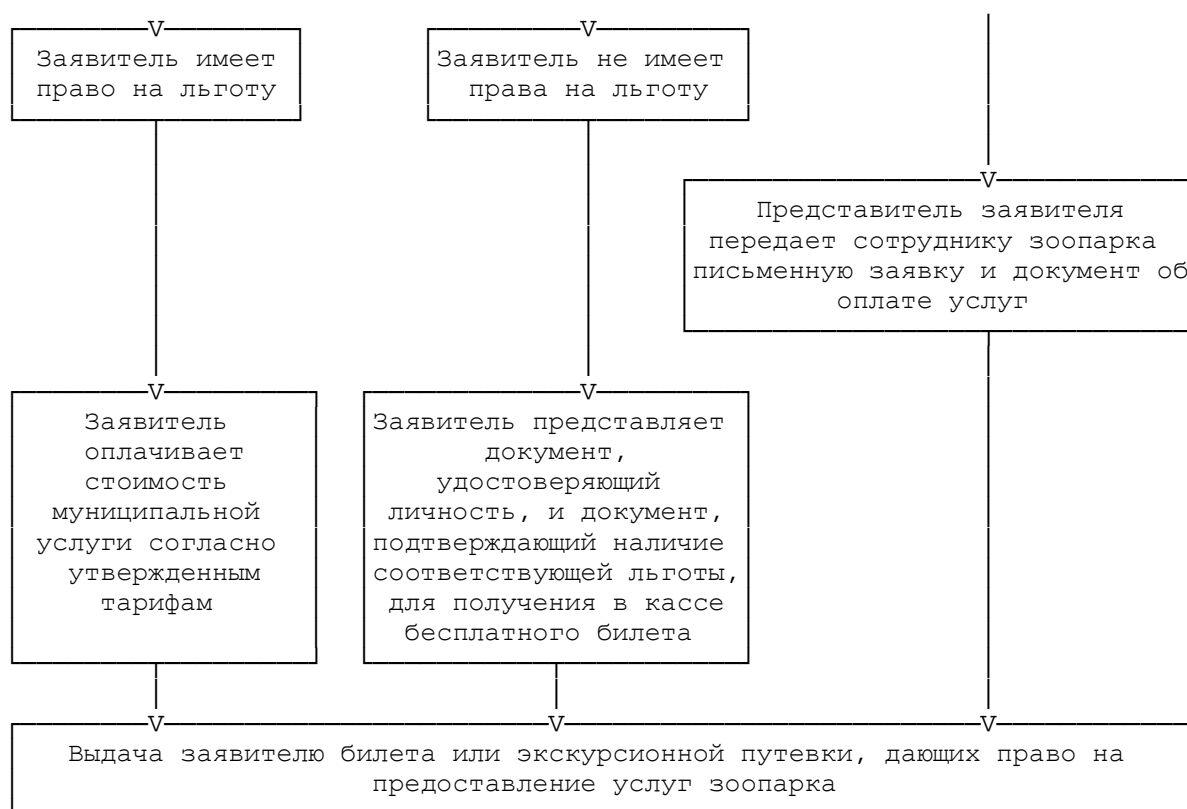 Заявитель имеет
право на льготу
Заявитель не имеет
права на льготу
Представитель заявителя
передает сотруднику зоопарка
письменную заявку и документ об
оплате услуг
Заявитель
оплачивает
стоимость
муниципальной
услуги согласно
утвержденным
тарифам
Заявитель представляет
документ,
удостоверяющий
личность, и документ,
подтверждающий наличие
соответствующей льготы,
для получения в кассе
бесплатного билета
Выдача заявителю билета или экскурсионной путевки, дающих право на
предоставление услуг зоопарка